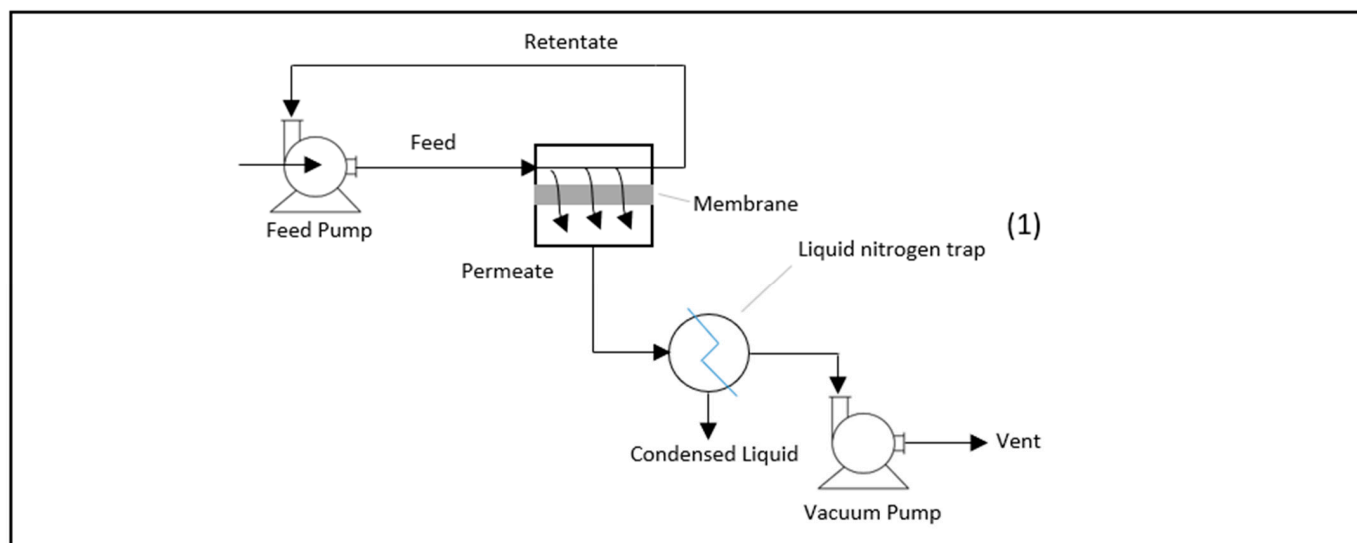 Retentate
Feed
Feed Pump
Membrane
(1)
Liquid nitrogen trap
Permeate
Condensed Liquid
Vent
Vacuum Pump